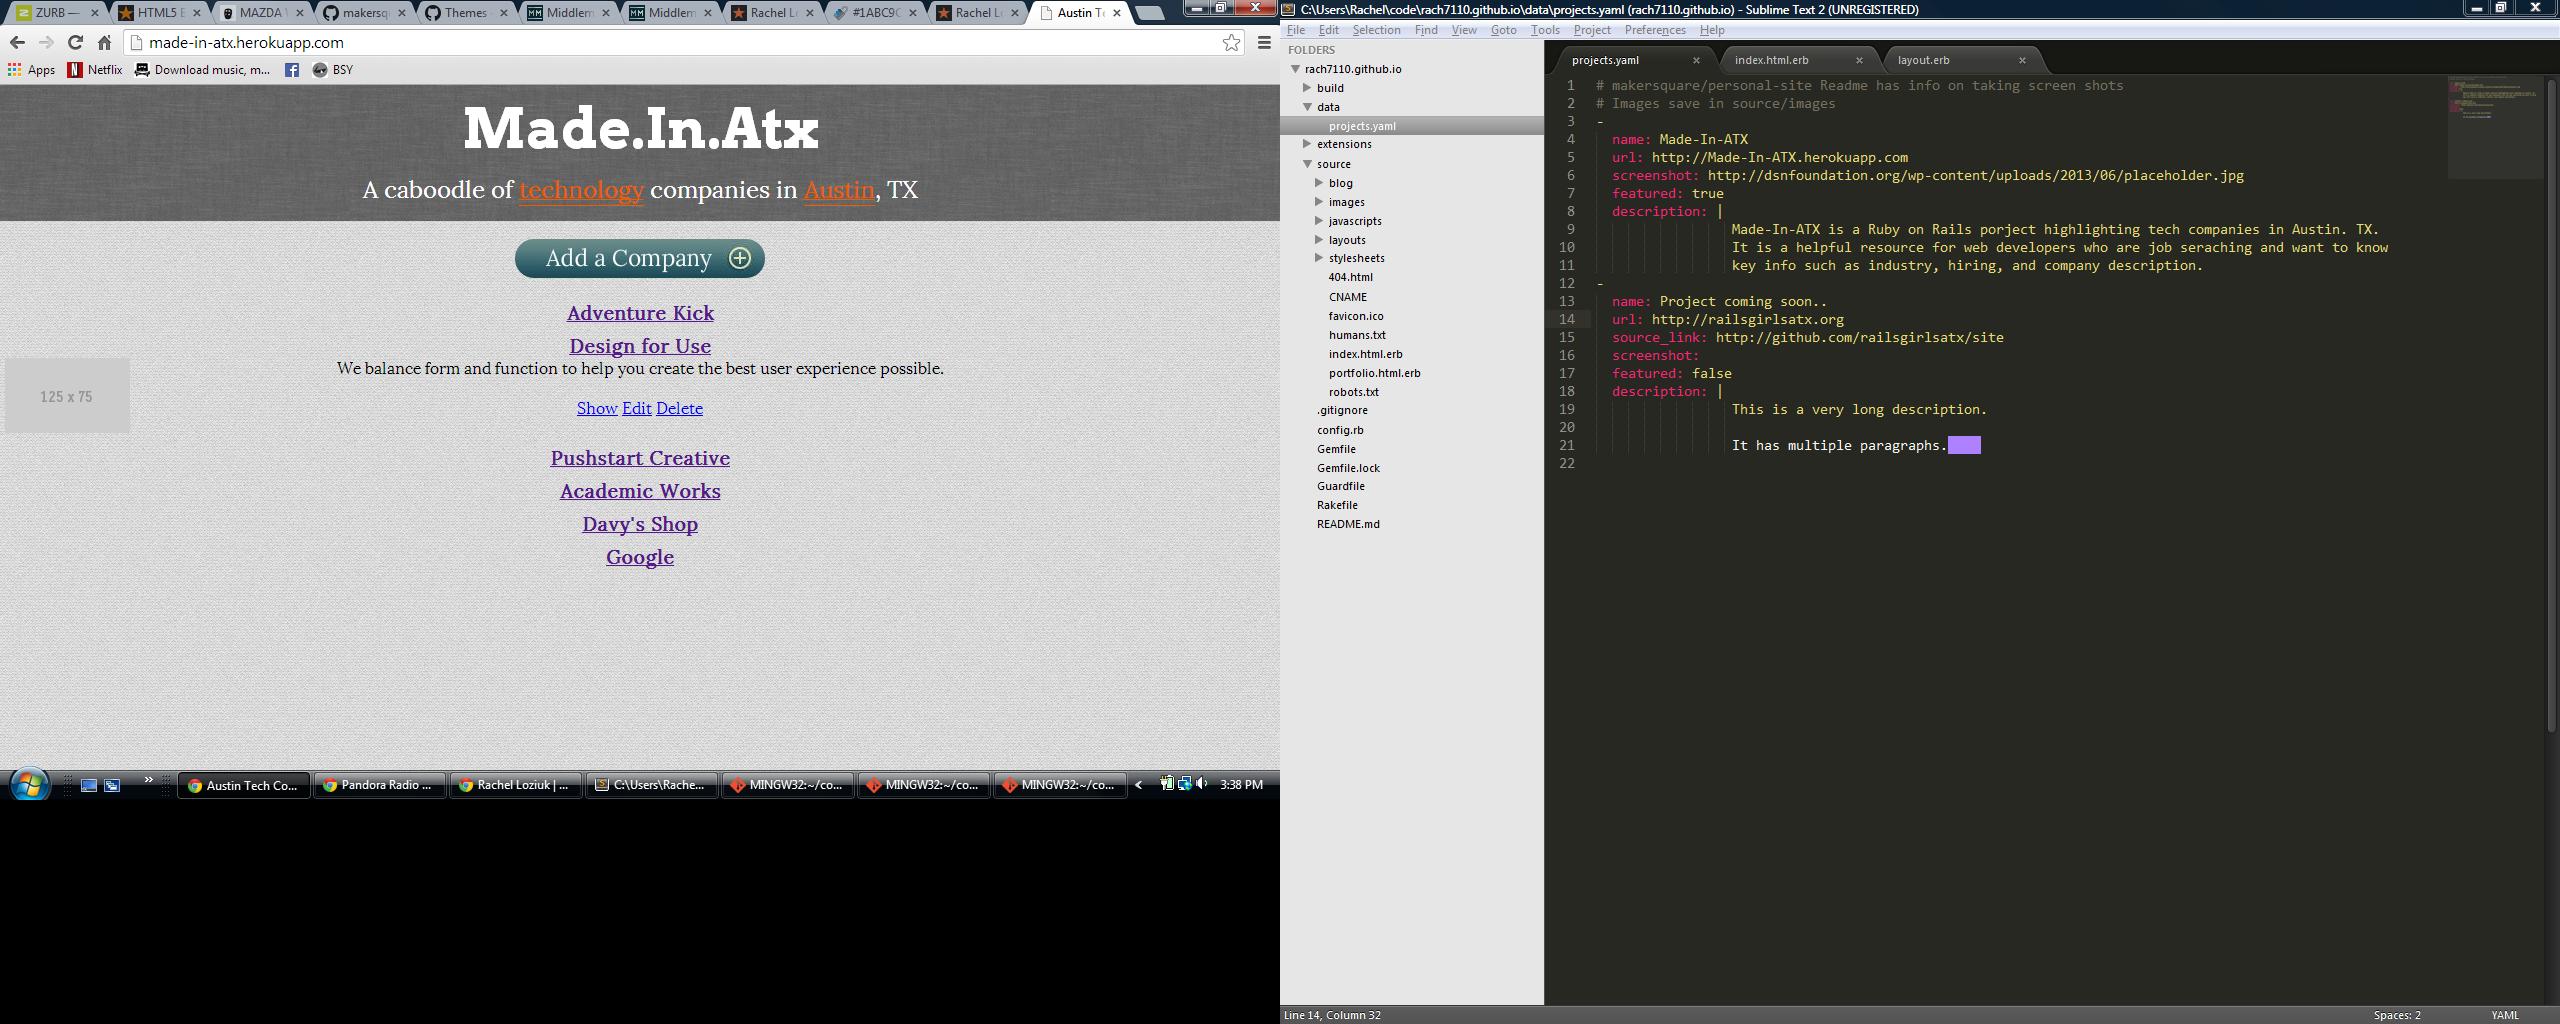 ZURB —
HTML5 E
MAZDA
makersq
Themes
Middlem
Middlem
Rachel L
#1ABC9C
Rachel Lo
Austin Te
made-in-atx.herokuapp.com
Apps Netflix Download music, m... BSY
Made.In.Atx
A caboodle of technology companies in Austin, TX
Add a Company
Adventure Kick
Design for Use
We balance form and function to help you create the best user experience possible.
125 x 75
Show Edit Delete
Pushstart Creative
Academic Works
Davy's Shop
Google
Austin Tech Co...
Pandora Radio ...
Rachel Loziuk | ...
C:\Users\Rache...
MINGW32:~/co...
MINGW32:~/co...
MINGW32:~/co...
3:38 PM
C:\Users\Rachel\code\rach7110.github.io\data\projects.yaml (rach7110.github.io) - Sublime Text 2 (UNREGISTERED)
File Edit Selection Find View Goto Tools Project Preferences Help
FOLDERS
rach7110.github.io
build
data
projects.yaml
extensions
source
blog
images
javascripts
layouts
stylesheets
404.html
CNAME
favicon.ico
humans.txt
index.html.erb
portfolio.html.erb
robots.txt
.gitignore
config.rb
Gemfile
Gemfile.lock
Guardfile
Rakefile
README.md
projects.yaml
index.html.erb
layout.erb
1 # makersquare/personal-site Readme has info on taking screen shots
2 # Images save in source/images
3 -
4 name: Made-In-ATX
5 url: http://Made-In-ATX.herokuapp.com
6 screenshot: http://dsnfoundation.org/wp-content/uploads/2013/06/placeholder.jpg
7 featured: true
8 description: |
9 Made-In-ATX is a Ruby on Rails porject highlighting tech companies in Austin. TX.
10 It is a helpful resource for web developers who are job seraching and want to know
11 key info such as industry, hiring, and company description.
12 -
13 name: Project coming soon..
14 url: http://railsgirlsatx.org
15 source_link: http://github.com/railsgirlsatx/site
16 screenshot:
17 featured: false
18 description: |
19 This is a very long description.
20
21 It has multiple paragraphs.
22
Line 14, Column 32
Spaces: 2
YAML